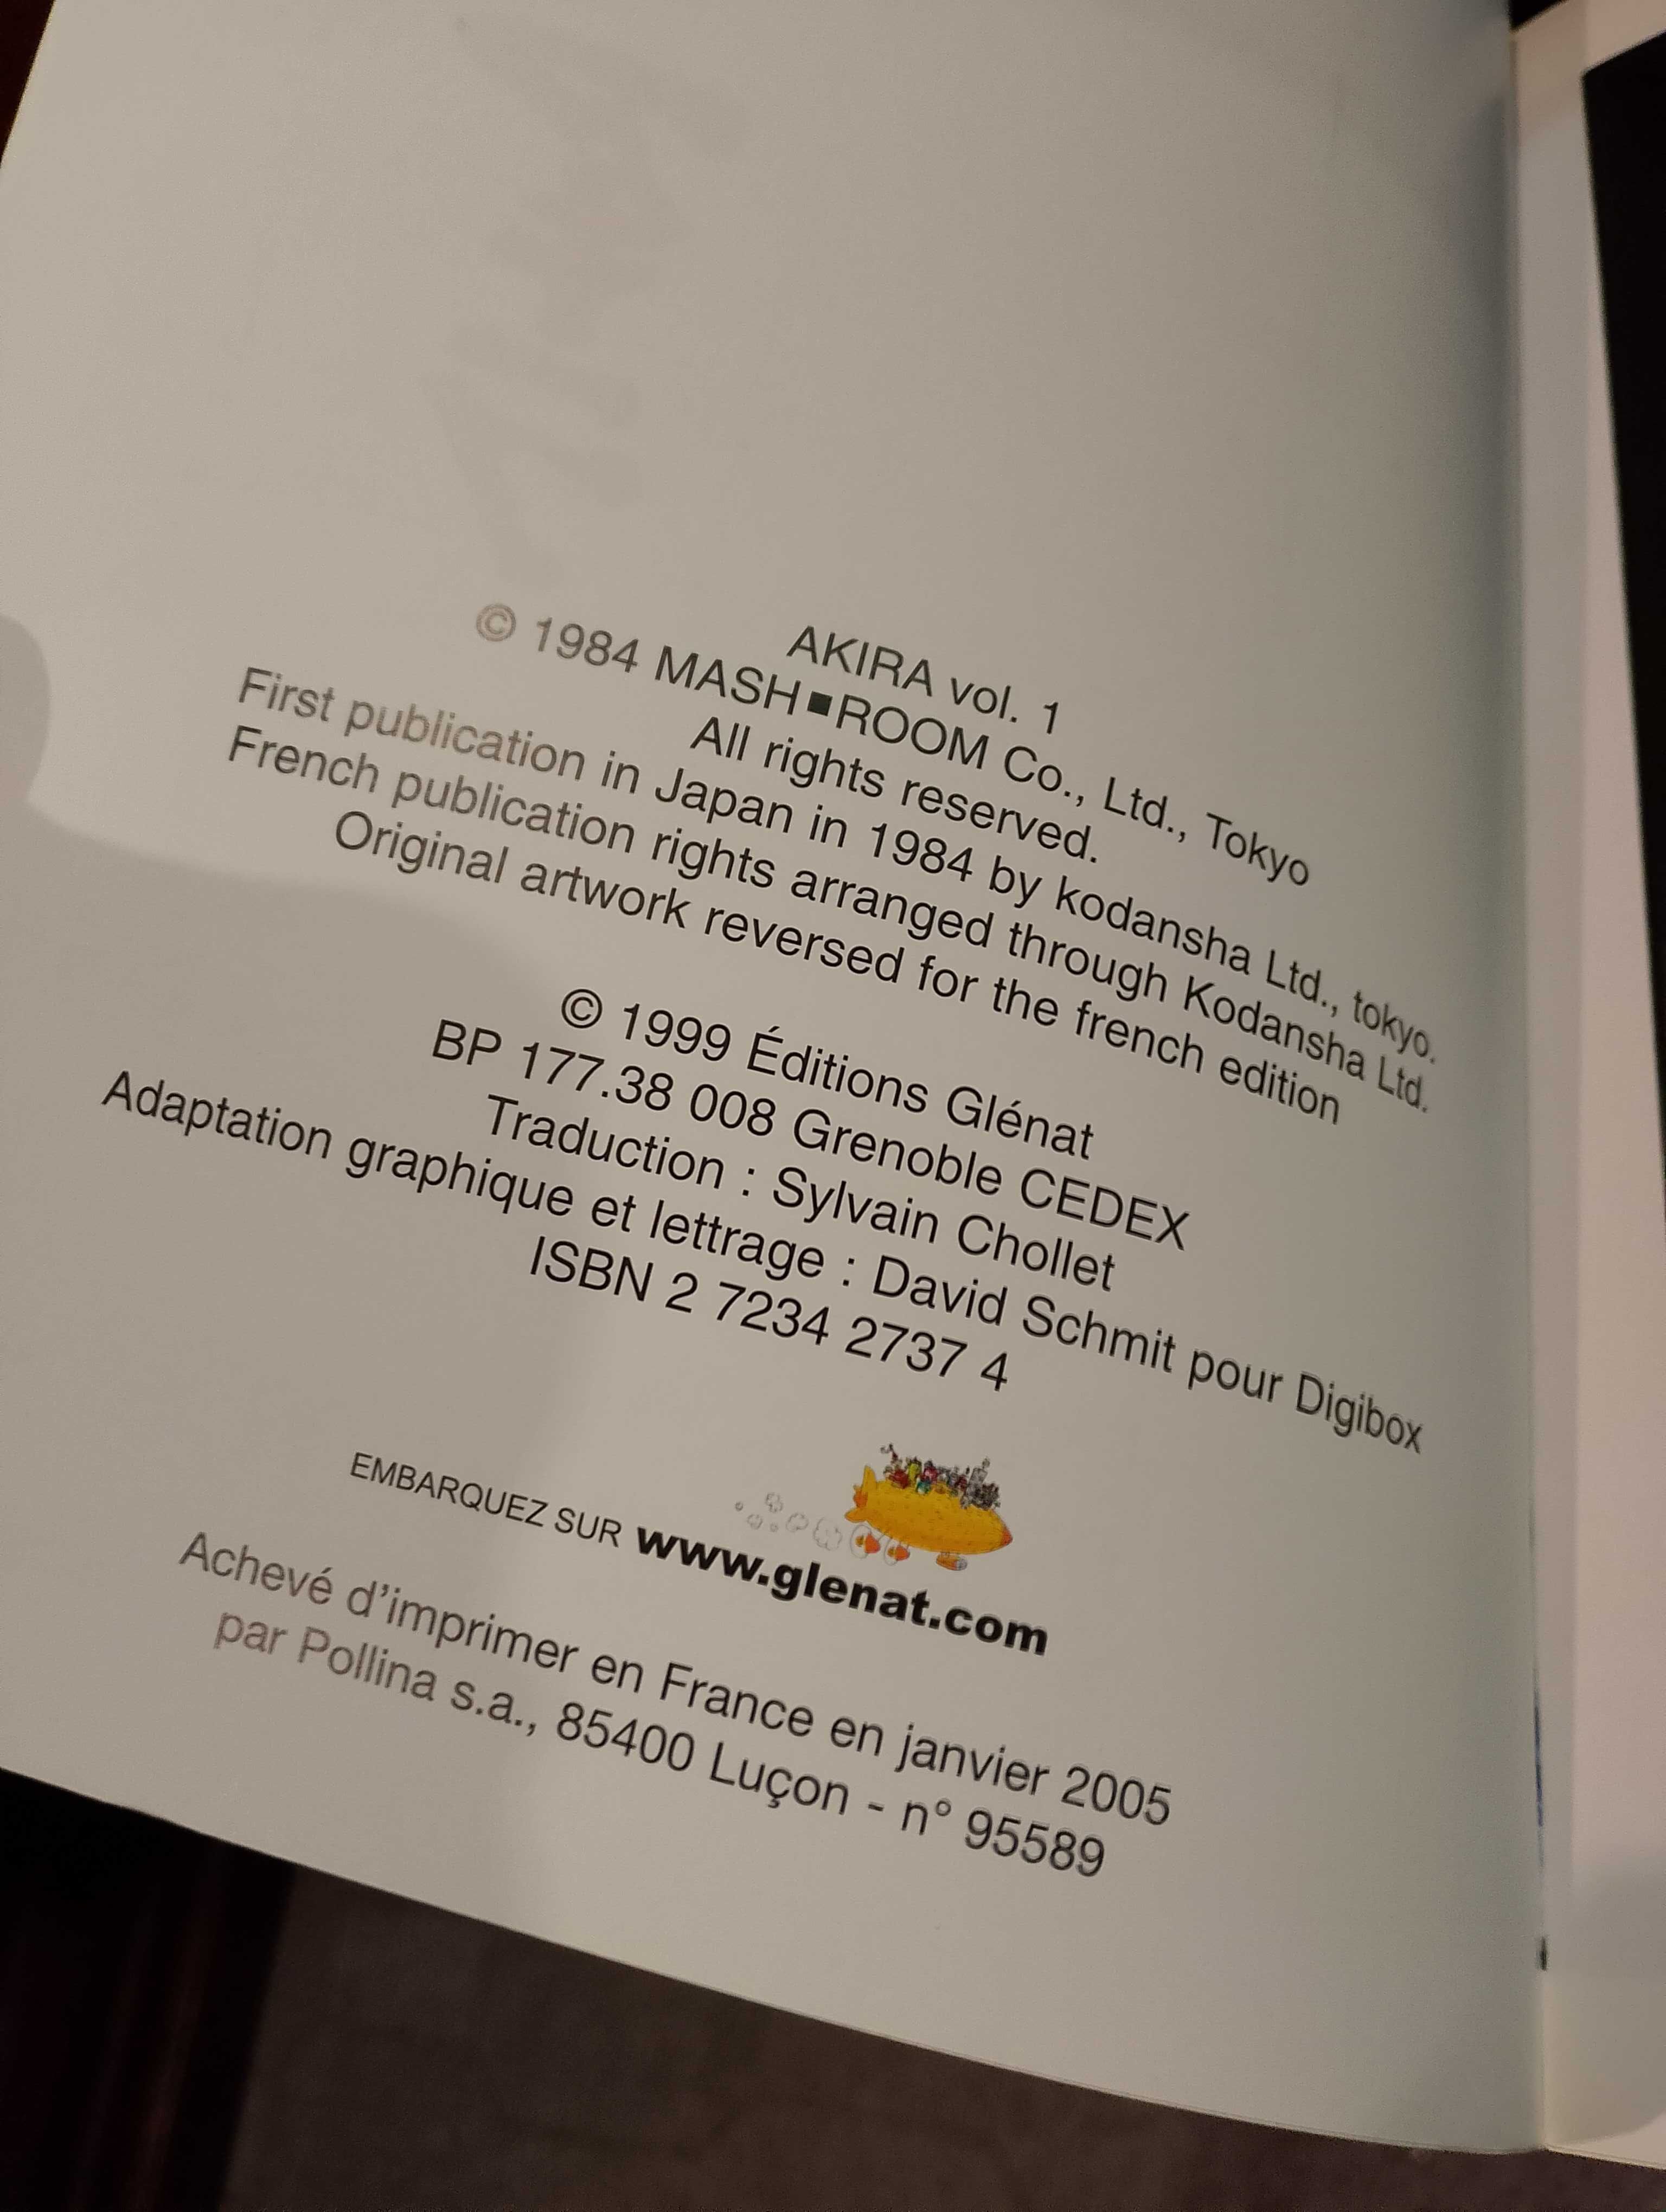 AKIRA vol. 1
© 1984 MASH■ROOM Co., Ltd., Tokyo
All rights reserved.
First publication in Japan in 1984 by kodansha Ltd., tokyo.
French publication rights arranged through Kodansha Ltd.
Original artwork reversed for the french edition
© 1999 Éditions Glénat
BP 177.38 008 Grenoble CEDEX
Traduction : Sylvain Chollet
Adaptation graphique et lettrage : David Schmit pour Digibox
ISBN 2 7234 2737 4
EMBARQUEZ SUR www.glenat.com
Achevé d'imprimer en France en janvier 2005
par Pollina s.a., 85400 Luçon - n° 95589